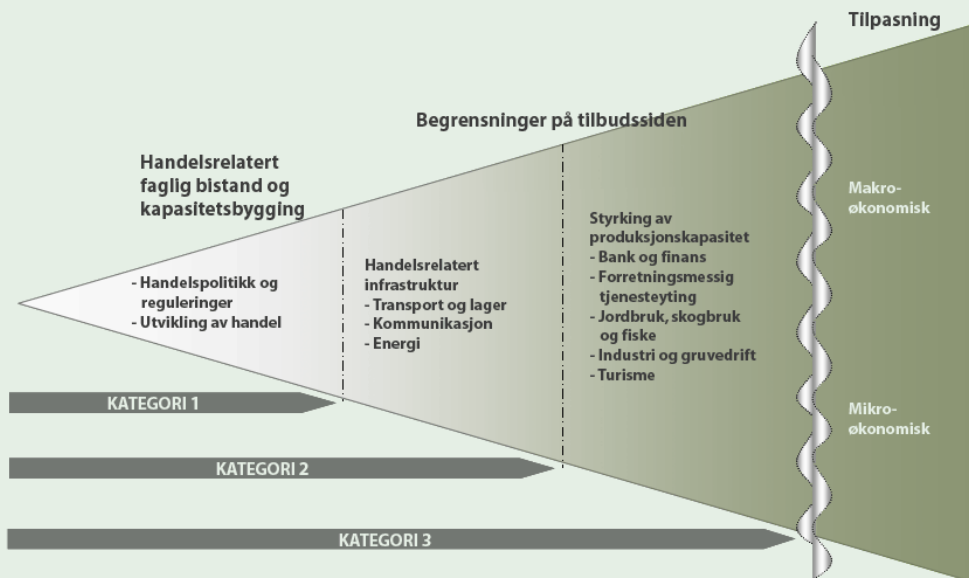 Tilpasning
Begrensninger på tilbudssiden
Handelsrelatert
faglig bistand og
kapasitetsbygging
- Handelspolitikk og
reguleringer
- Utvikling av handel
Handelsrelatert
infrastruktur
- Transport og lager
- Kommunikasjon
- Energi
Styrking av
produksjonskapasitet
- Bank og finans
- Forretningsmessig
tjenesteyting
- Jordbruk, skogbruk
og fiske
- Industri og gruvedrift
- Turisme
Makro-
økonomisk
Mikro-
økonomisk
KATEGORI 1
KATEGORI 2
KATEGORI 3